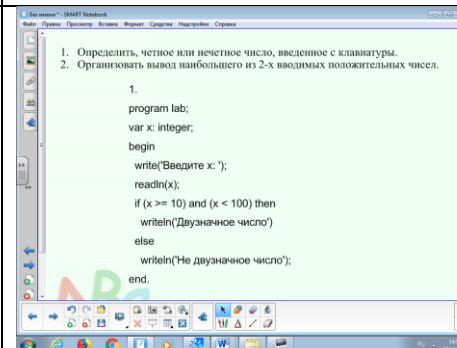 Без имени * - SMART Notebook
Файл Правка Просмотр Вставка Формат Средства Надстройки Справка
1. Определить, четное или нечетное число, введенное с клавиатуры.
2. Организовать вывод наибольшего из 2-х вводимых положительных чисел.
1.
program lab;
var x: integer;
begin
write('Введите x: ');
readln(x);
if (x >= 10) and (x < 100) then
writeln('Двузначное число')
else
writeln('Не двузначное число');
end.